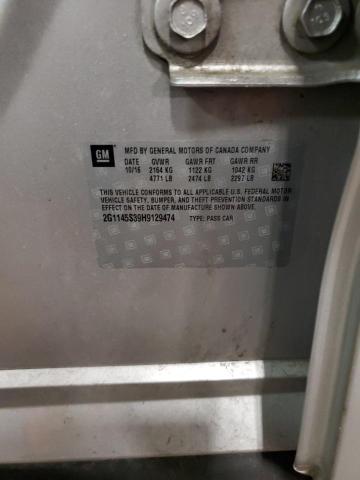 GM
MFD BY GENERAL MOTORS OF CANADA COMPANY
10/16 GVWR GAWR FRT GAWR RR
2164 KG 1122 KG 1042 KG
4771 LB 2474 LB 2297 LB
THIS VEHICLE CONFORMS TO ALL APPLICABLE U.S. FEDERAL MOTOR
VEHICLE SAFETY, BUMPER, AND THEFT PREVENTION STANDARDS IN
EFFECT ON THE DATE OF MANUFACTURE SHOWN ABOVE.
2G1145S39H9129474 TYPE: PASS CAR